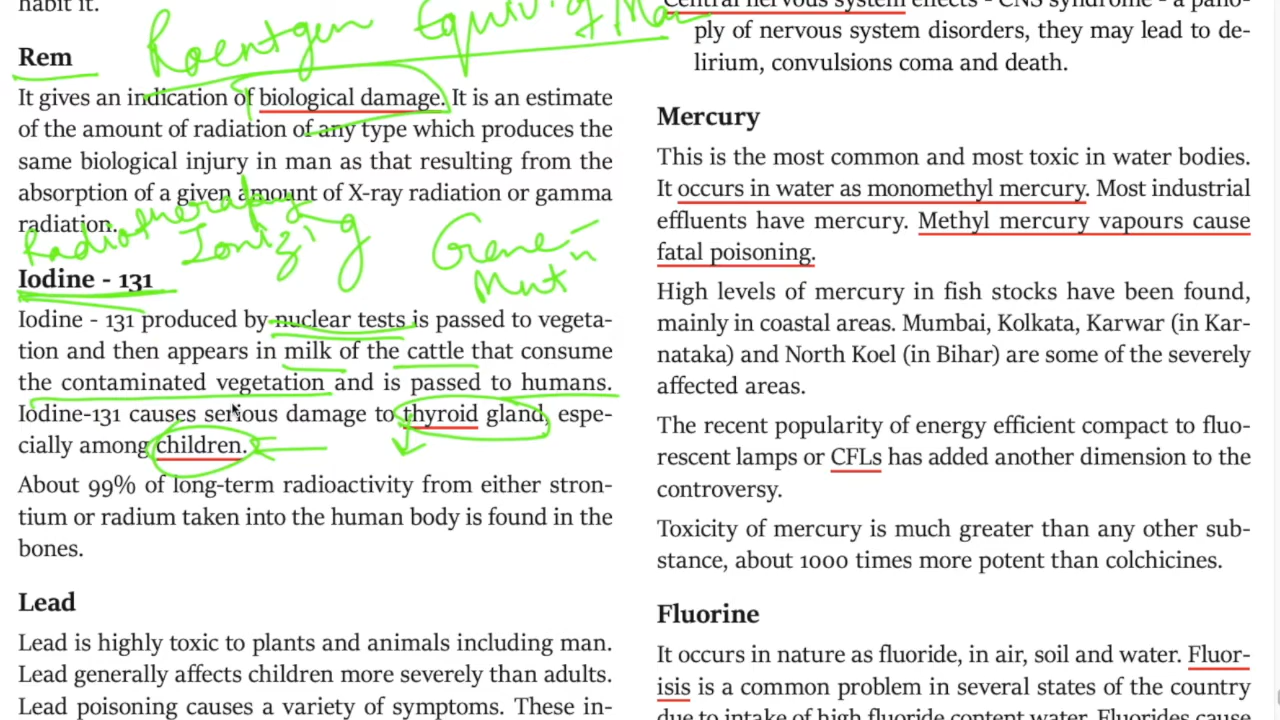 habit it.
Roentgen Equiv. of Man
Rem
It gives an indication of biological damage. It is an estimate
of the amount of radiation of any type which produces the
same biological injury in man as that resulting from the
absorption of a given amount of X-ray radiation or gamma
radiation.
Radiotherapy
Ionizi g
Gene
Mut
Iodine - 131
Iodine - 131 produced by nuclear tests is passed to vegeta-
tion and then appears in milk of the cattle that consume
the contaminated vegetation and is passed to humans.
Iodine-131 causes serious damage to thyroid gland, espe-
cially among children.
About 99% of long-term radioactivity from either stron-
tium or radium taken into the human body is found in the
bones.
Lead
Lead is highly toxic to plants and animals including man.
Lead generally affects children more severely than adults.
Lead poisoning causes a variety of symptoms. These in-
Central nervous system effects - CNS syndrome - a pano-
ply of nervous system disorders, they may lead to de-
lirium, convulsions coma and death.
Mercury
This is the most common and most toxic in water bodies.
It occurs in water as monomethyl mercury. Most industrial
effluents have mercury. Methyl mercury vapours cause
fatal poisoning.
High levels of mercury in fish stocks have been found,
mainly in coastal areas. Mumbai, Kolkata, Karwar (in Kar-
nataka) and North Koel (in Bihar) are some of the severely
affected areas.
The recent popularity of energy efficient compact to fluo-
rescent lamps or CFLs has added another dimension to the
controversy.
Toxicity of mercury is much greater than any other sub-
stance, about 1000 times more potent than colchicines.
Fluorine
It occurs in nature as fluoride, in air, soil and water. Fluor-
isis is a common problem in several states of the country
due to intake of high fluoride content water. Fluorides cause